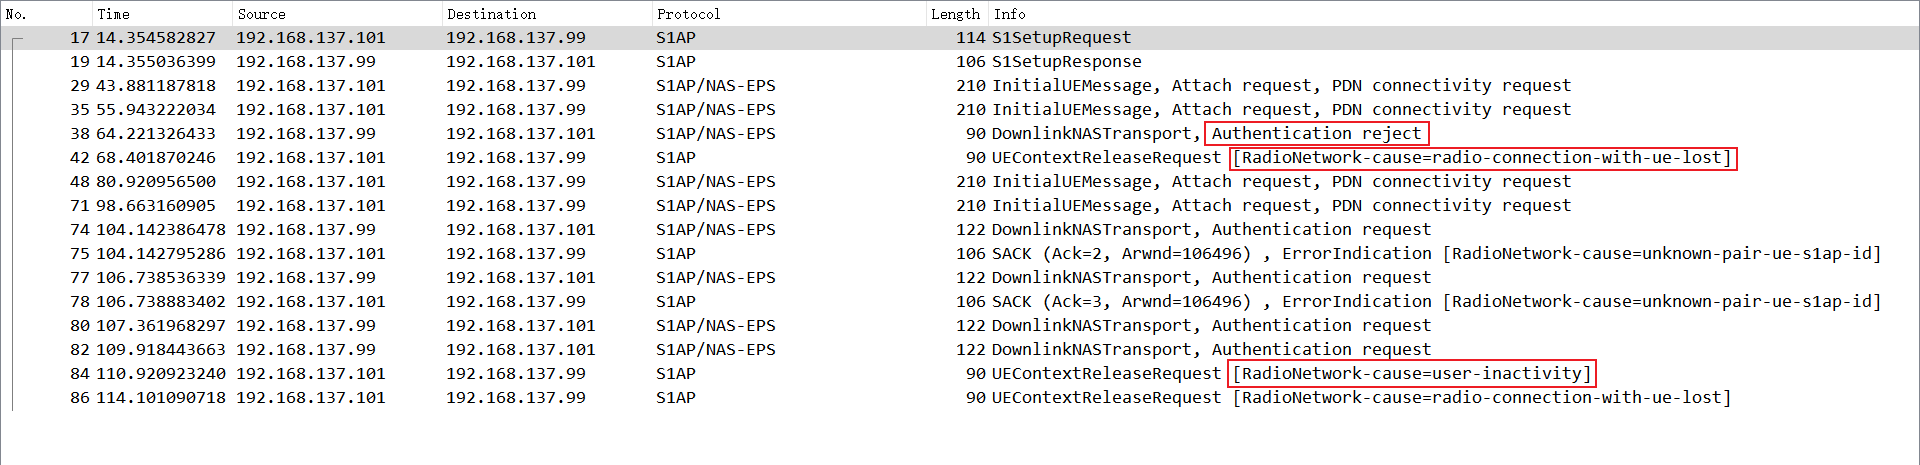 No. Time Source Destination Protocol Length Info
17 14.354582827 192.168.137.101 192.168.137.99 S1AP 114 S1SetupRequest
19 14.355036399 192.168.137.99 192.168.137.101 S1AP 106 S1SetupResponse
29 43.881187818 192.168.137.101 192.168.137.99 S1AP/NAS-EPS 210 InitialUEMessage, Attach request, PDN connectivity request
35 55.943222034 192.168.137.101 192.168.137.99 S1AP/NAS-EPS 210 InitialUEMessage, Attach request, PDN connectivity request
38 64.221326433 192.168.137.99 192.168.137.101 S1AP/NAS-EPS 90 DownlinkNASTransport, Authentication reject
42 68.401870246 192.168.137.101 192.168.137.99 S1AP 90 UEContextReleaseRequest [RadioNetwork-cause=radio-connection-with-ue-lost]
48 80.920956500 192.168.137.101 192.168.137.99 S1AP/NAS-EPS 210 InitialUEMessage, Attach request, PDN connectivity request
71 98.663160905 192.168.137.101 192.168.137.99 S1AP/NAS-EPS 210 InitialUEMessage, Attach request, PDN connectivity request
74 104.142386478 192.168.137.99 192.168.137.101 S1AP/NAS-EPS 122 DownlinkNASTransport, Authentication request
75 104.142795286 192.168.137.101 192.168.137.99 S1AP 106 SACK (Ack=2, Arwnd=106496) , ErrorIndication [RadioNetwork-cause=unknown-pair-ue-s1ap-id]
77 106.738536339 192.168.137.99 192.168.137.101 S1AP/NAS-EPS 122 DownlinkNASTransport, Authentication request
78 106.738883402 192.168.137.101 192.168.137.99 S1AP 106 SACK (Ack=3, Arwnd=106496) , ErrorIndication [RadioNetwork-cause=unknown-pair-ue-s1ap-id]
80 107.361968297 192.168.137.99 192.168.137.101 S1AP/NAS-EPS 122 DownlinkNASTransport, Authentication request
82 109.918443663 192.168.137.99 192.168.137.101 S1AP/NAS-EPS 122 DownlinkNASTransport, Authentication request
84 110.920923240 192.168.137.101 192.168.137.99 S1AP 90 UEContextReleaseRequest [RadioNetwork-cause=user-inactivity]
86 114.101090718 192.168.137.101 192.168.137.99 S1AP 90 UEContextReleaseRequest [RadioNetwork-cause=radio-connection-with-ue-lost]